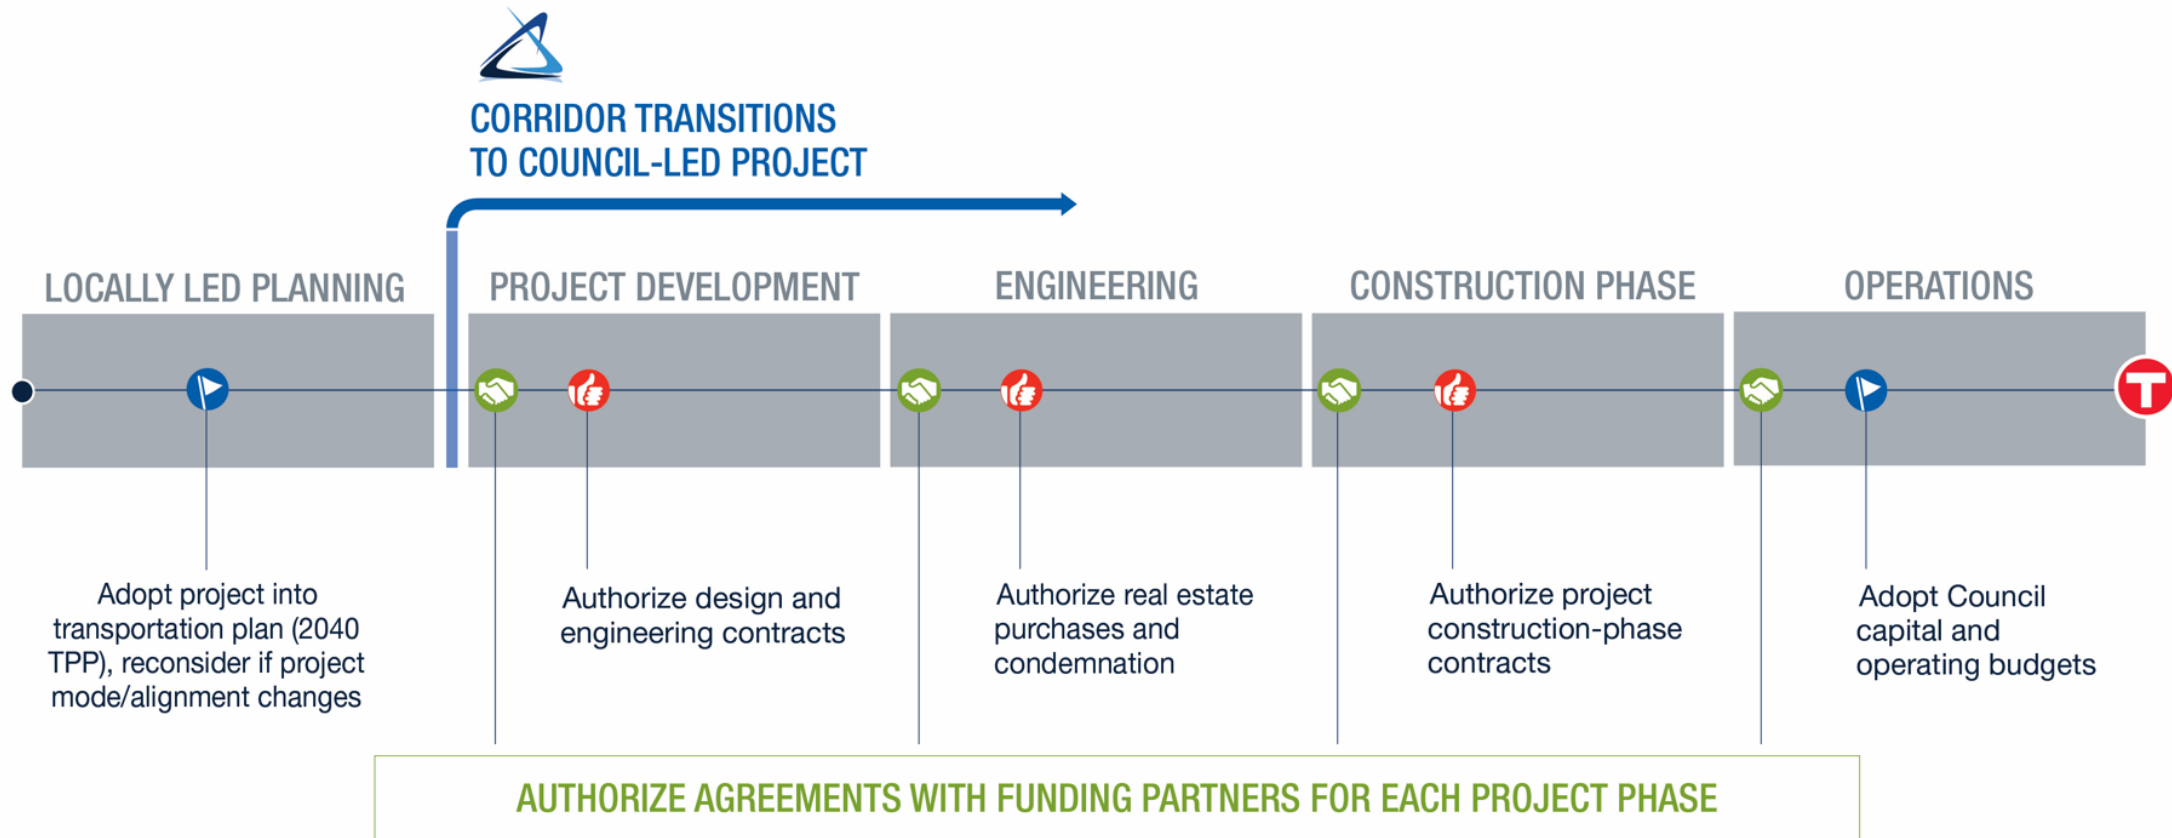 CORRIDOR TRANSITIONS
TO COUNCIL-LED PROJECT
LOCALLY LED PLANNING
PROJECT DEVELOPMENT
ENGINEERING
CONSTRUCTION PHASE
OPERATIONS
T
Adopt project into
transportation plan (2040
TPP), reconsider if project
mode/alignment changes
Authorize design and
engineering contracts
Authorize real estate
purchases and
condemnation
Authorize project
construction-phase
contracts
Adopt Council
capital and
operating budgets
AUTHORIZE AGREEMENTS WITH FUNDING PARTNERS FOR EACH PROJECT PHASE